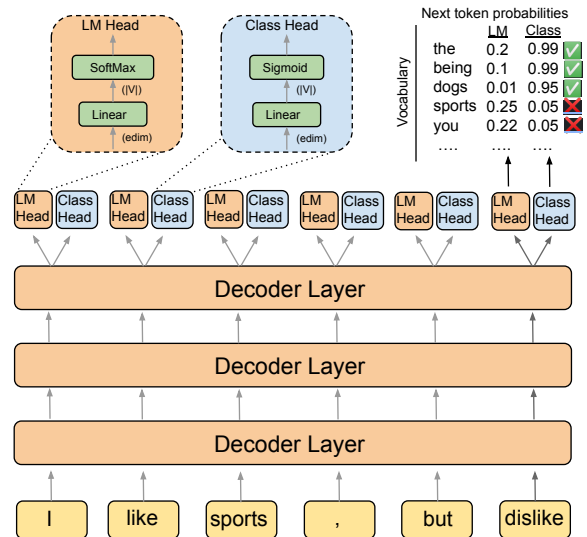 LM Head
SoftMax
(|V|)
Linear
(edim)
Class Head
Sigmoid
(|V|)
Linear
(edim)
Next token probabilities
LM Class
Vocabulary
the 0.2 0.99 ✅
being 0.1 0.99 ✅
dogs 0.01 0.95 ✅
sports 0.25 0.05 ❌
you 0.22 0.05 ❌
.... .... ....
LM Head Class Head LM Head Class Head LM Head Class Head LM Head Class Head LM Head Class Head LM Head Class Head
Decoder Layer
Decoder Layer
Decoder Layer
I like sports , but dislike